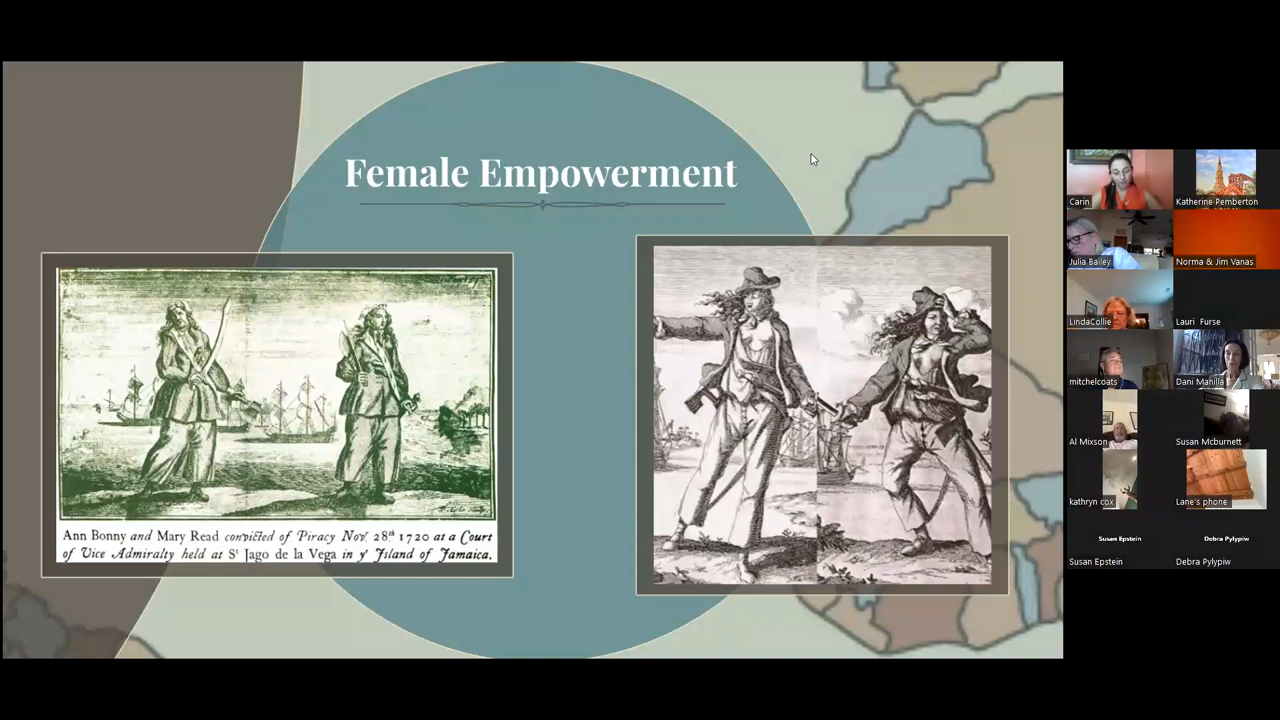 Female Empowerment
Ann Bonny and Mary Read convicted of Piracy Novr. 28th 1720 at a Court
of Vice Admiralty held at St Jago de la Vega in ye Island of Jamaica.
Carin
Katherine Pemberton
Julia Bailey
Norma & Jim Vanas
LindaCollie
Lauri Furse
mitchelcoats
Dani Manilla
Al Mixson
Susan Mcburnett
kathryn cox
Lane's phone
Susan Epstein
Debra Pylypiw
Susan Epstein
Debra Pylypiw